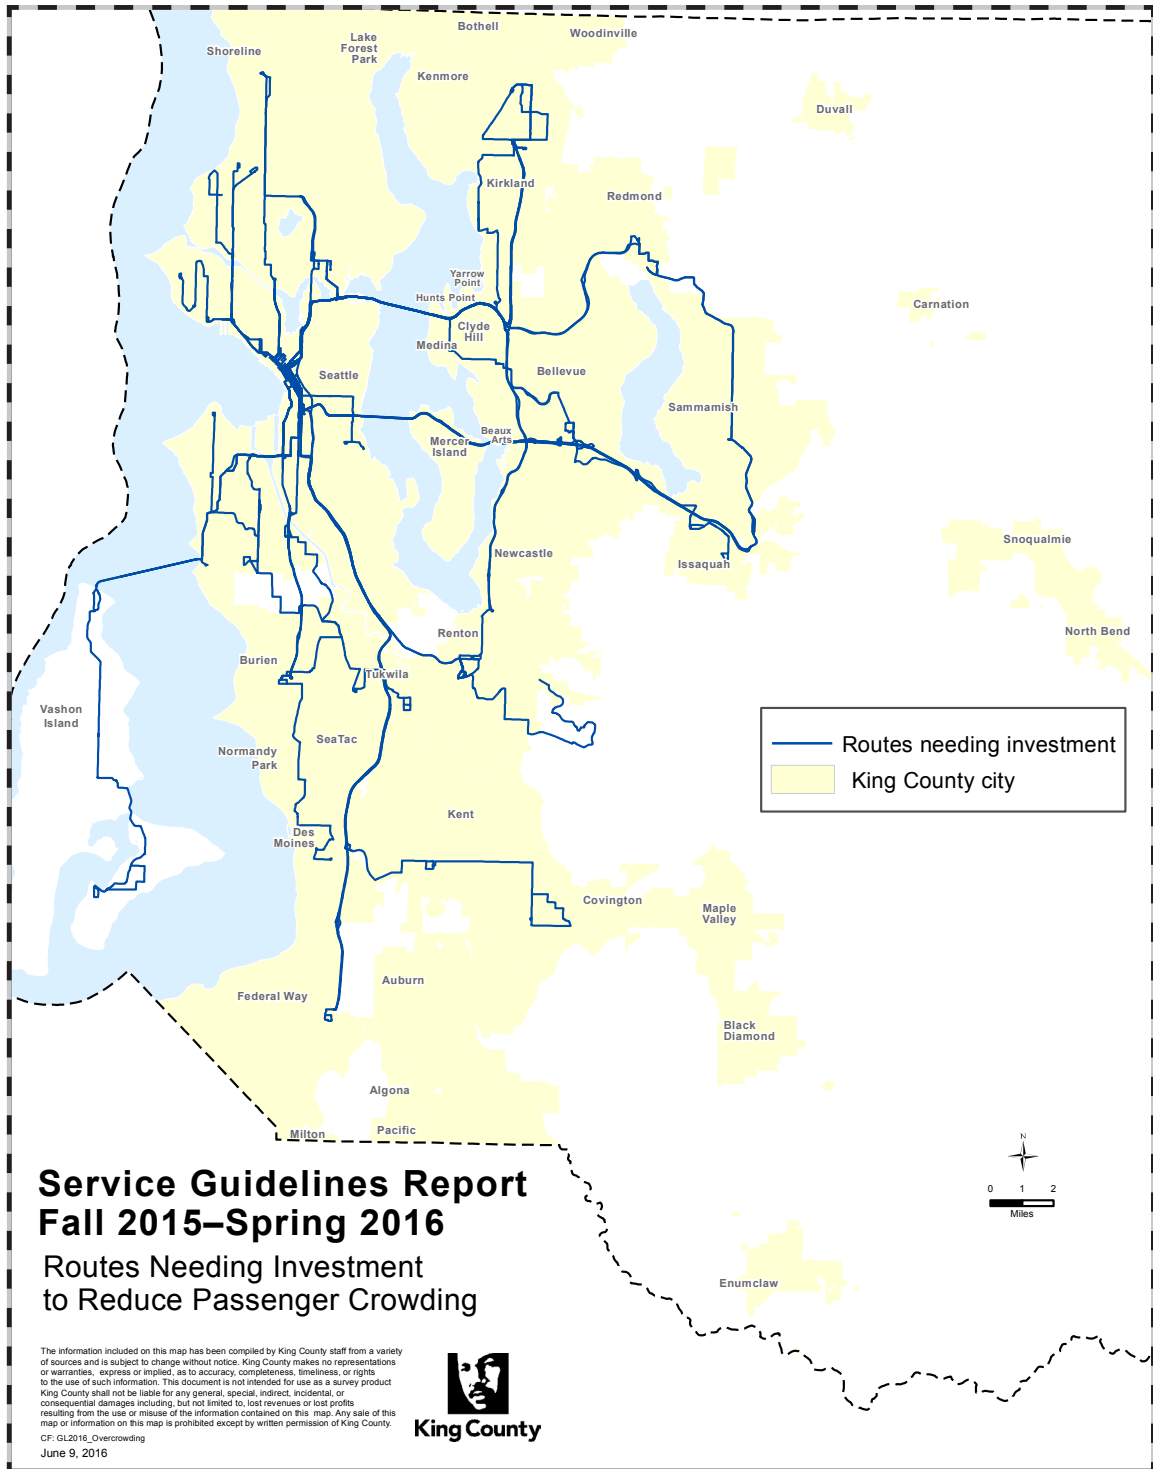 Bothell
Woodinville
Lake
Forest
Park
Shoreline
Kenmore
Duvall
Kirkland
Redmond
Yarrow
Point
Hunts Point
Carnation
Clyde
Hill
Medina
Seattle
Bellevue
Sammamish
Beaux
Arts
Mercer
Island
Newcastle
Issaquah
Snoqualmie
North Bend
Renton
Burien
Tukwila
Vashon
Island
SeaTac
Normandy
Park
Routes needing investment
King County city
Kent
Des
Moines
Covington
Maple
Valley
Auburn
Federal Way
Black
Diamond
Algona
Pacific
Milton
N
0 1 2
Miles
Enumclaw
Service Guidelines Report
Fall 2015–Spring 2016
Routes Needing Investment
to Reduce Passenger Crowding
The information included on this map has been compiled by King County staff from a variety
of sources and is subject to change without notice. King County makes no representations
or warranties, express or implied, as to accuracy, completeness, timeliness, or rights
to the use of such information. This document is not intended for use as a survey product
King County shall not be liable for any general, special, indirect, incidental, or
consequential damages including, but not limited to, lost revenues or lost profits
resulting from the use or misuse of the information contained on this map. Any sale of this
map or information on this map is prohibited except by written permission of King County.
CF: GL2016_Overcrowding
June 9, 2016
King County